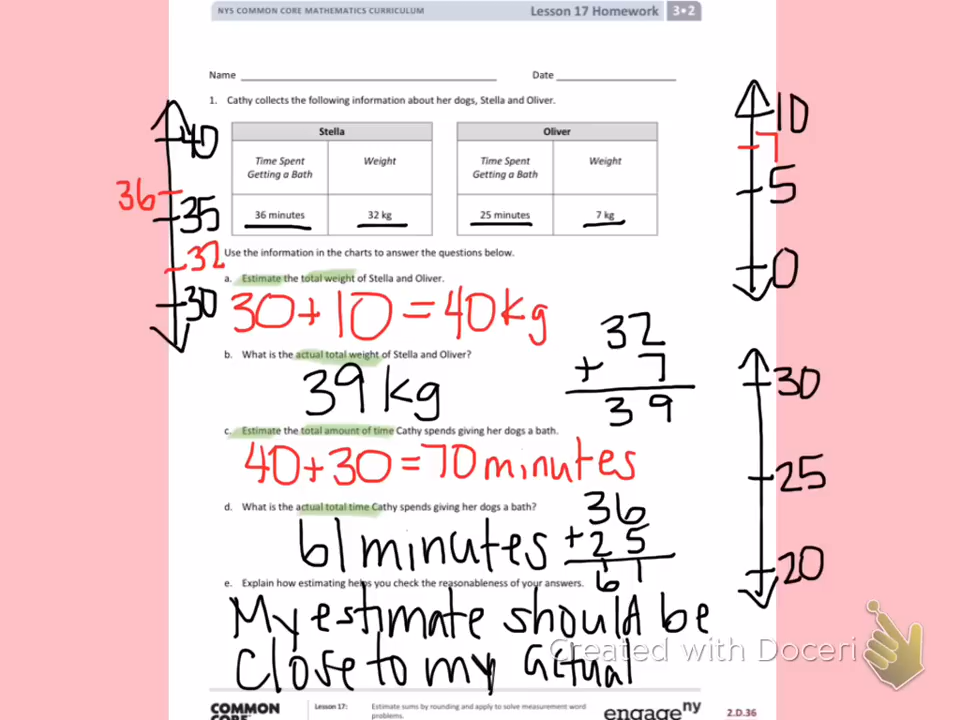 NYS COMMON CORE MATHEMATICS CURRICULUM Lesson 17 Homework 3•2
Name Date
1. Cathy collects the following information about her dogs, Stella and Oliver.
Stella Oliver
Time Spent Getting a Bath Weight Time Spent Getting a Bath Weight
36 minutes 32 kg 25 minutes 7 kg
40
36
35
32
30
10
7
5
0
Use the information in the charts to answer the questions below.
a. Estimate the total weight of Stella and Oliver.
30+10=40kg
b. What is the actual total weight of Stella and Oliver?
39kg
32
+ 7
39
30
25
20
c. Estimate the total amount of time Cathy spends giving her dogs a bath.
40+30=70minutes
d. What is the actual total time Cathy spends giving her dogs a bath?
61minutes
36
+25
61
e. Explain how estimating helps you check the reasonableness of your answers.
My estimate should be
Close to my actual
Created with Doceri
COMMON CORE Lesson 17: Estimate sums by rounding and apply to solve measurement word problems. engageny 2.D.36